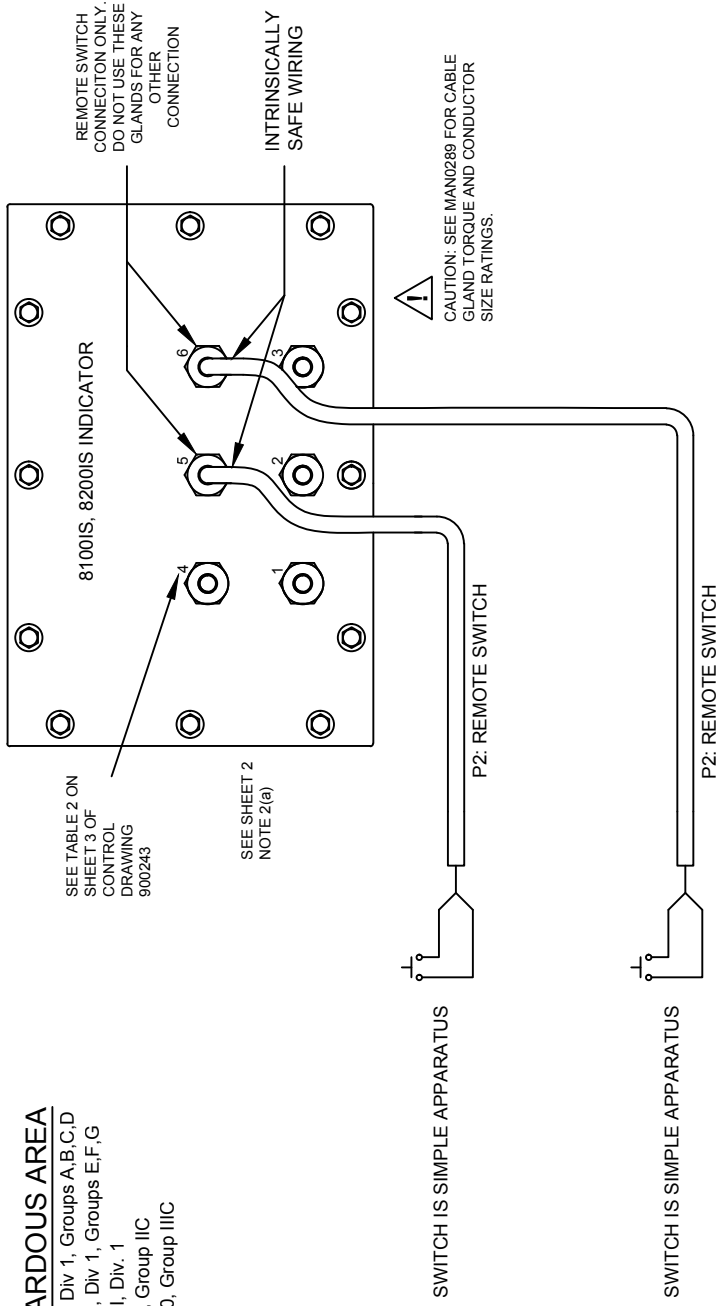 ARDOUS AREA
Div 1, Groups A,B,C,D
, Div 1, Groups E,F,G
I, Div. 1
, Group IIC
0, Group IIIC
SEE TABLE 2 ON
SHEET 3 OF
CONTROL
DRAWING
900243
8100IS, 8200IS INDICATOR
REMOTE SWITCH
CONNECITON ONLY.
DO NOT USE THESE
GLANDS FOR ANY
OTHER
CONNECTION
INTRINSICALLY
SAFE WIRING
4
5
6
1
2
3
SEE SHEET 2
NOTE 2(a)
!
CAUTION: SEE MAN0289 FOR CABLE
GLAND TORQUE AND CONDUCTOR
SIZE RATINGS.
SWITCH IS SIMPLE APPARATUS
P2: REMOTE SWITCH
SWITCH IS SIMPLE APPARATUS
P2: REMOTE SWITCH